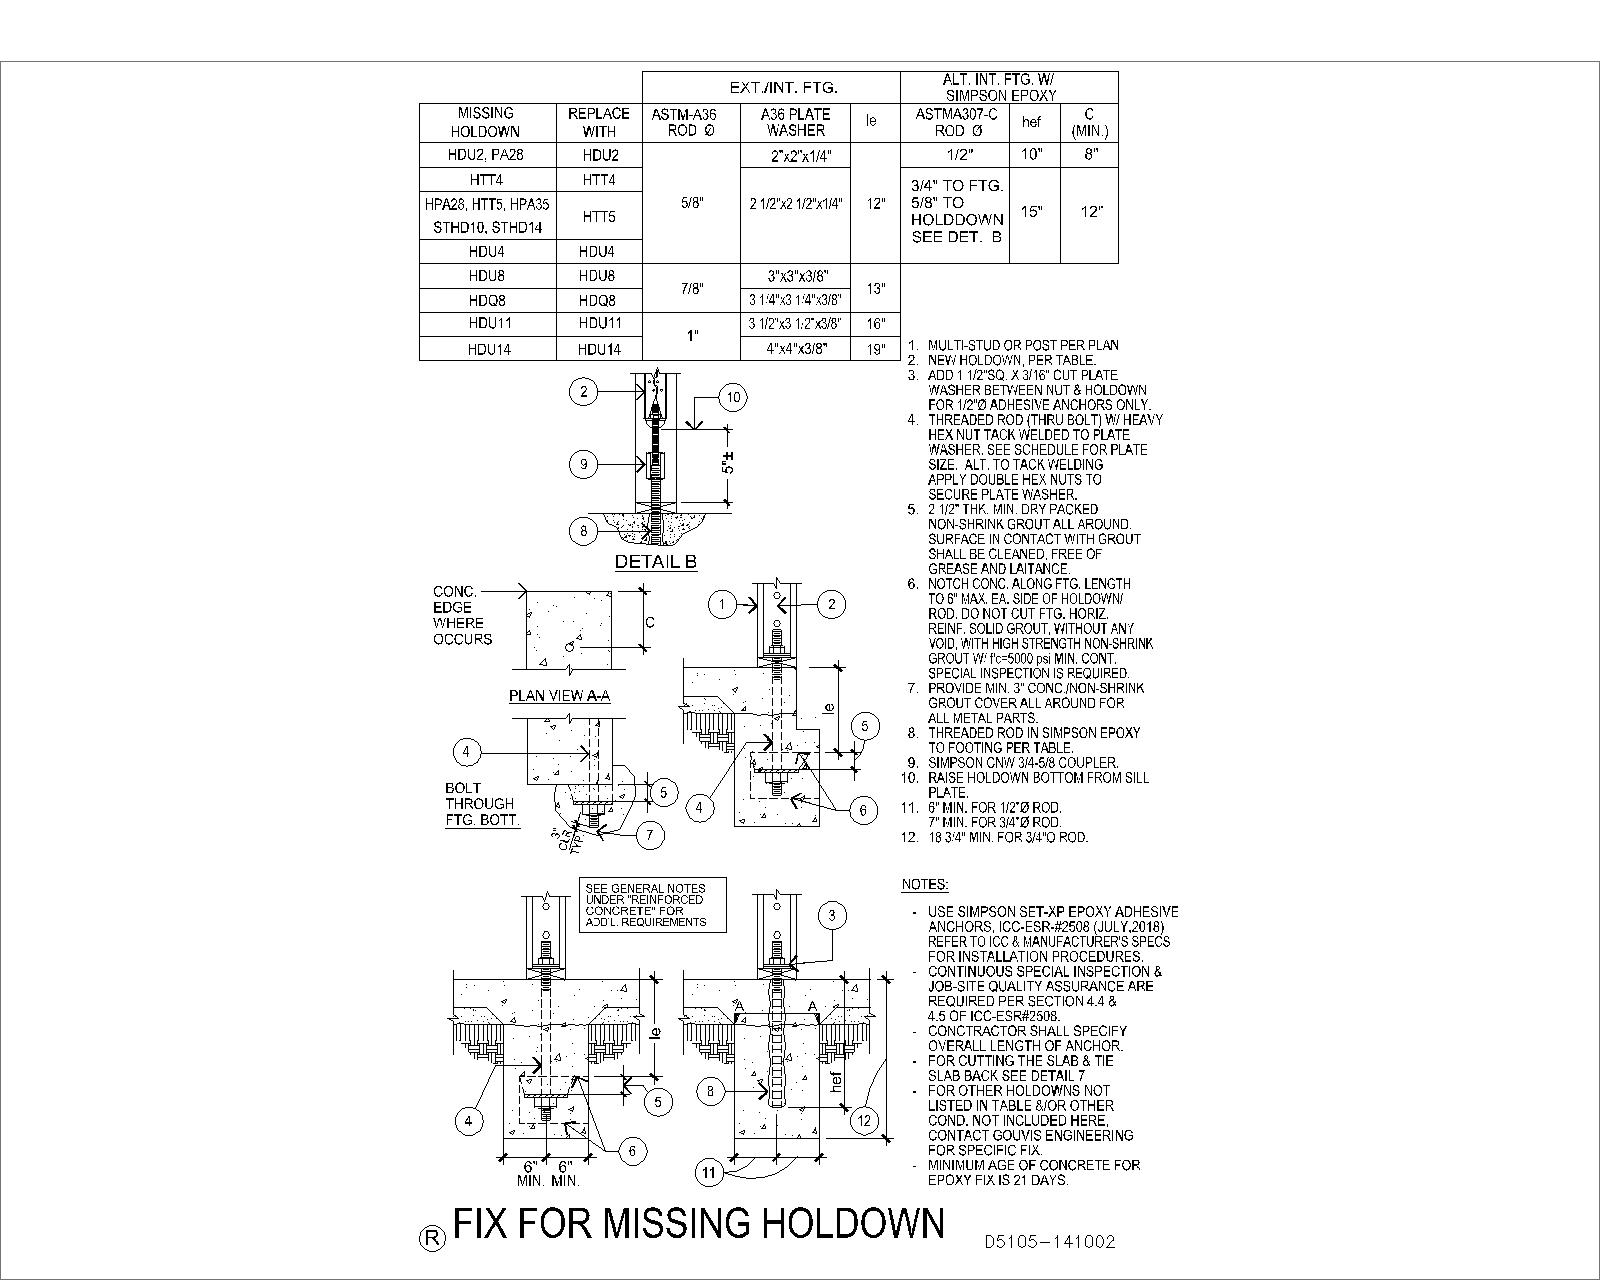 EXT./INT. FTG.
ALT. INT. FTG. W/
SIMPSON EPOXY
MISSING
HOLDOWN
REPLACE
WITH
ASTM-A36
ROD Ø
A36 PLATE
WASHER
le
ASTMA307-C
ROD Ø
hef
C
(MIN.)
HDU2, PA28
HDU2
5/8"
2"x2"x1/4"
12"
1/2"
10"
8"
HTT4
HTT4
2 1/2"x2 1/2"x1/4"
3/4" TO FTG.
5/8" TO
HOLDDOWN
SEE DET. B
15"
12"
HPA28, HTT5, HPA35
STHD10, STHD14
HTT5
HDU4
HDU4
HDU8
HDU8
7/8"
3"x3"x3/8"
13"
HDQ8
HDQ8
3 1/4"x3 1/4"x3/8"
HDU11
HDU11
1"
3 1/2"x3 1/2"x3/8"
16"
HDU14
HDU14
4"x4"x3/8"
19"
2
10
9
5"±
8
DETAIL B
CONC.
EDGE
WHERE
OCCURS
C
PLAN VIEW A-A
1
2
le
5
4
6
4
BOLT
THROUGH
FTG. BOTT.
5
7
3"
CLR
TYP.
SEE GENERAL NOTES
UNDER "REINFORCED
CONCRETE" FOR
ADD'L. REQUIREMENTS
le
4
5
6
6"
MIN.
6"
MIN.
3
A
A
8
hef
12
11
1. MULTI-STUD OR POST PER PLAN
2. NEW HOLDOWN, PER TABLE.
3. ADD 1 1/2"SQ. X 3/16" CUT PLATE
WASHER BETWEEN NUT & HOLDOWN
FOR 1/2"Ø ADHESIVE ANCHORS ONLY.
4. THREADED ROD (THRU BOLT) W/ HEAVY
HEX NUT TACK WELDED TO PLATE
WASHER. SEE SCHEDULE FOR PLATE
SIZE. ALT. TO TACK WELDING
APPLY DOUBLE HEX NUTS TO
SECURE PLATE WASHER.
5. 2 1/2" THK. MIN. DRY PACKED
NON-SHRINK GROUT ALL AROUND.
SURFACE IN CONTACT WITH GROUT
SHALL BE CLEANED, FREE OF
GREASE AND LAITANCE.
6. NOTCH CONC. ALONG FTG. LENGTH
TO 6" MAX. EA. SIDE OF HOLDOWN/
ROD. DO NOT CUT FTG. HORIZ.
REINF. SOLID GROUT, WITHOUT ANY
VOID, WITH HIGH STRENGTH NON-SHRINK
GROUT W/ f'c=5000 psi MIN. CONT.
SPECIAL INSPECTION IS REQUIRED.
7. PROVIDE MIN. 3" CONC./NON-SHRINK
GROUT COVER ALL AROUND FOR
ALL METAL PARTS.
8. THREADED ROD IN SIMPSON EPOXY
TO FOOTING PER TABLE.
9. SIMPSON CNW 3/4-5/8 COUPLER.
10. RAISE HOLDOWN BOTTOM FROM SILL
PLATE.
11. 6" MIN. FOR 1/2"Ø ROD.
7" MIN. FOR 3/4"Ø ROD.
12. 18 3/4" MIN. FOR 3/4"O ROD.
NOTES:
- USE SIMPSON SET-XP EPOXY ADHESIVE
ANCHORS, ICC-ESR-#2508 (JULY,2018)
REFER TO ICC & MANUFACTURER'S SPECS
FOR INSTALLATION PROCEDURES.
- CONTINUOUS SPECIAL INSPECTION &
JOB-SITE QUALITY ASSURANCE ARE
REQUIRED PER SECTION 4.4 &
4.5 OF ICC-ESR#2508.
- CONCTRACTOR SHALL SPECIFY
OVERALL LENGTH OF ANCHOR.
- FOR CUTTING THE SLAB & TIE
SLAB BACK SEE DETAIL 7
- FOR OTHER HOLDOWNS NOT
LISTED IN TABLE &/OR OTHER
COND. NOT INCLUDED HERE,
CONTACT GOUVIS ENGINEERING
FOR SPECIFIC FIX.
- MINIMUM AGE OF CONCRETE FOR
EPOXY FIX IS 21 DAYS.
R FIX FOR MISSING HOLDOWN
D5105-141002